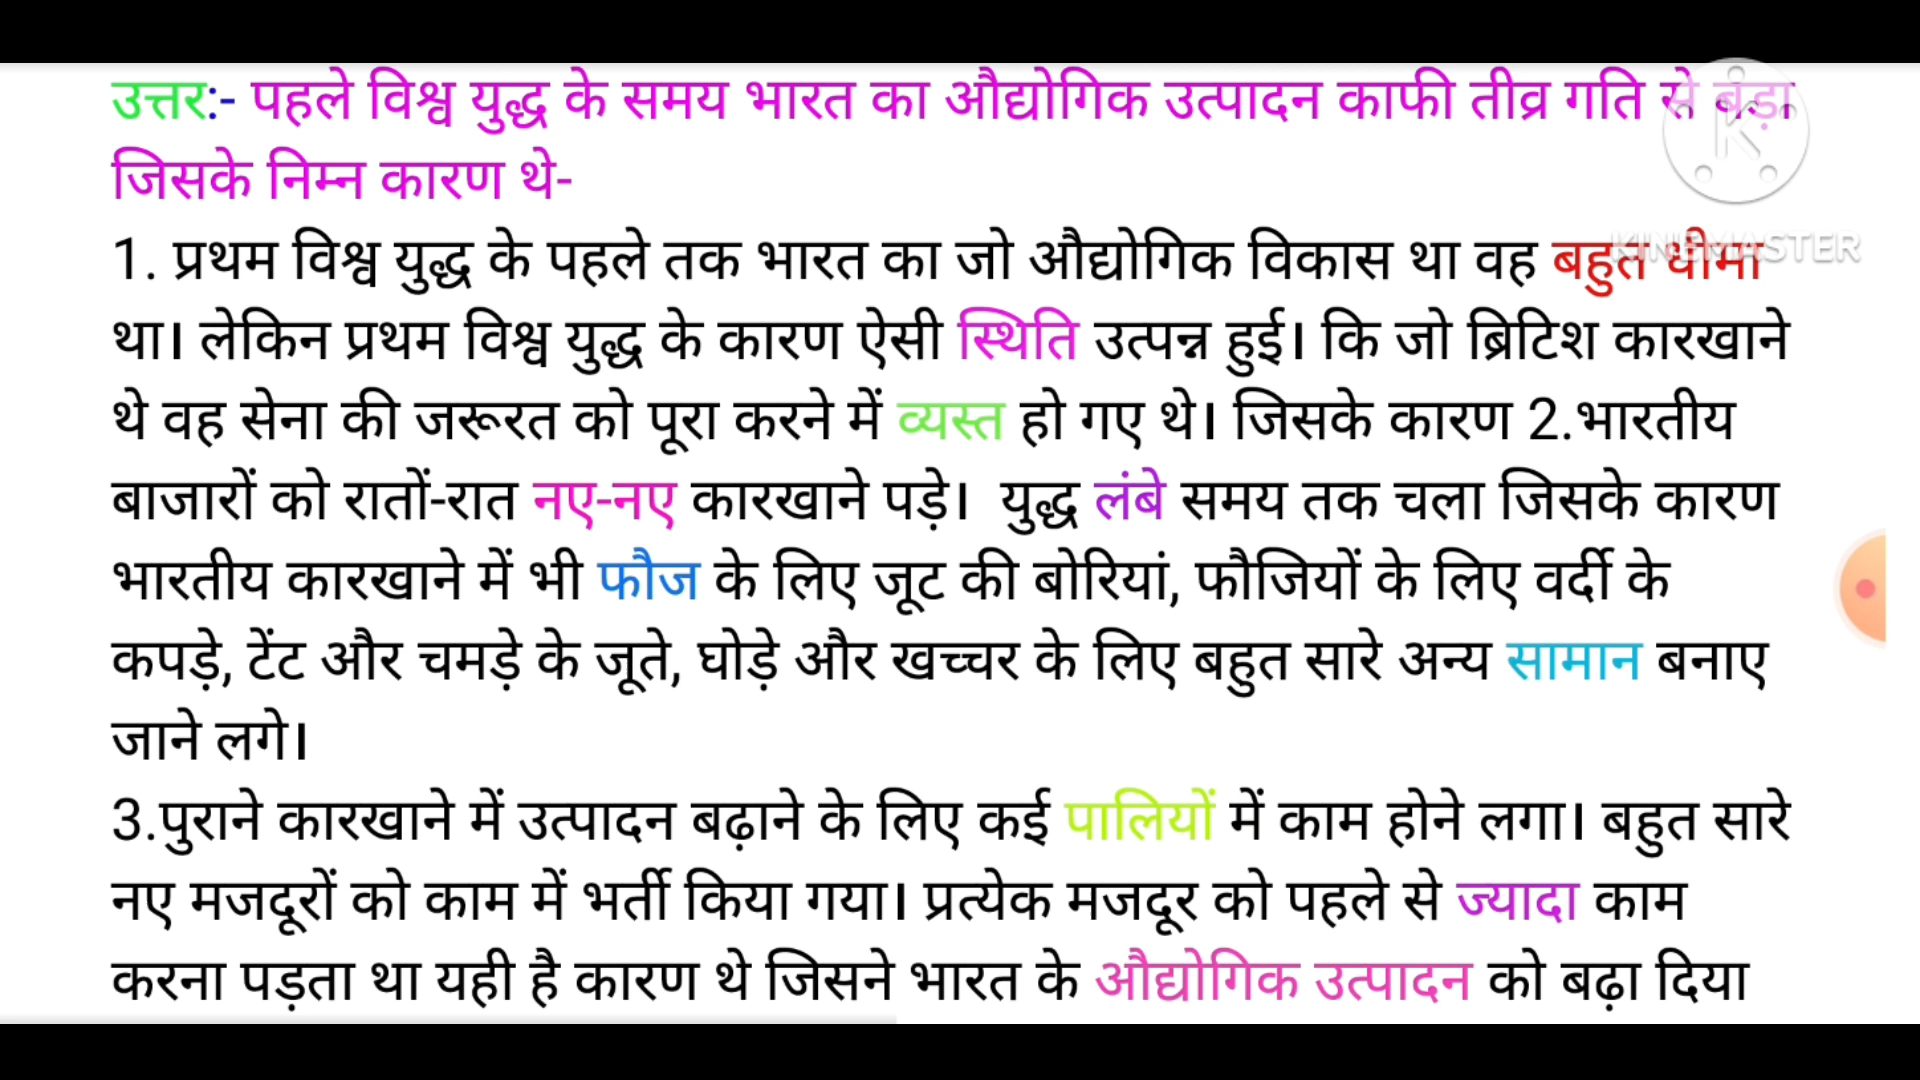 उत्तर:- पहले विश्व युद्ध के समय भारत का औद्योगिक उत्पादन काफी तीव्र गति से बड़ा
जिसके निम्न कारण थे-
1. प्रथम विश्व युद्ध के पहले तक भारत का जो औद्योगिक विकास था वह बहुत धीमा
KINEMASTER
था। लेकिन प्रथम विश्व युद्ध के कारण ऐसी स्थिति उत्पन्न हुई। कि जो ब्रिटिश कारखाने
थे वह सेना की जरूरत को पूरा करने में व्यस्त हो गए थे। जिसके कारण 2.भारतीय
बाजारों को रातों-रात नए-नए कारखाने पड़े। युद्ध लंबे समय तक चला जिसके कारण
भारतीय कारखाने में भी फौज के लिए जूट की बोरियां, फौजियों के लिए वर्दी के
कपड़े, टेंट और चमड़े के जूते, घोड़े और खच्चर के लिए बहुत सारे अन्य सामान बनाए
जाने लगे।
3.पुराने कारखाने में उत्पादन बढ़ाने के लिए कई पालियों में काम होने लगा। बहुत सारे
नए मजदूरों को काम में भर्ती किया गया। प्रत्येक मजदूर को पहले से ज्यादा काम
करना पड़ता था यही है कारण थे जिसने भारत के औद्योगिक उत्पादन को बढ़ा दिया